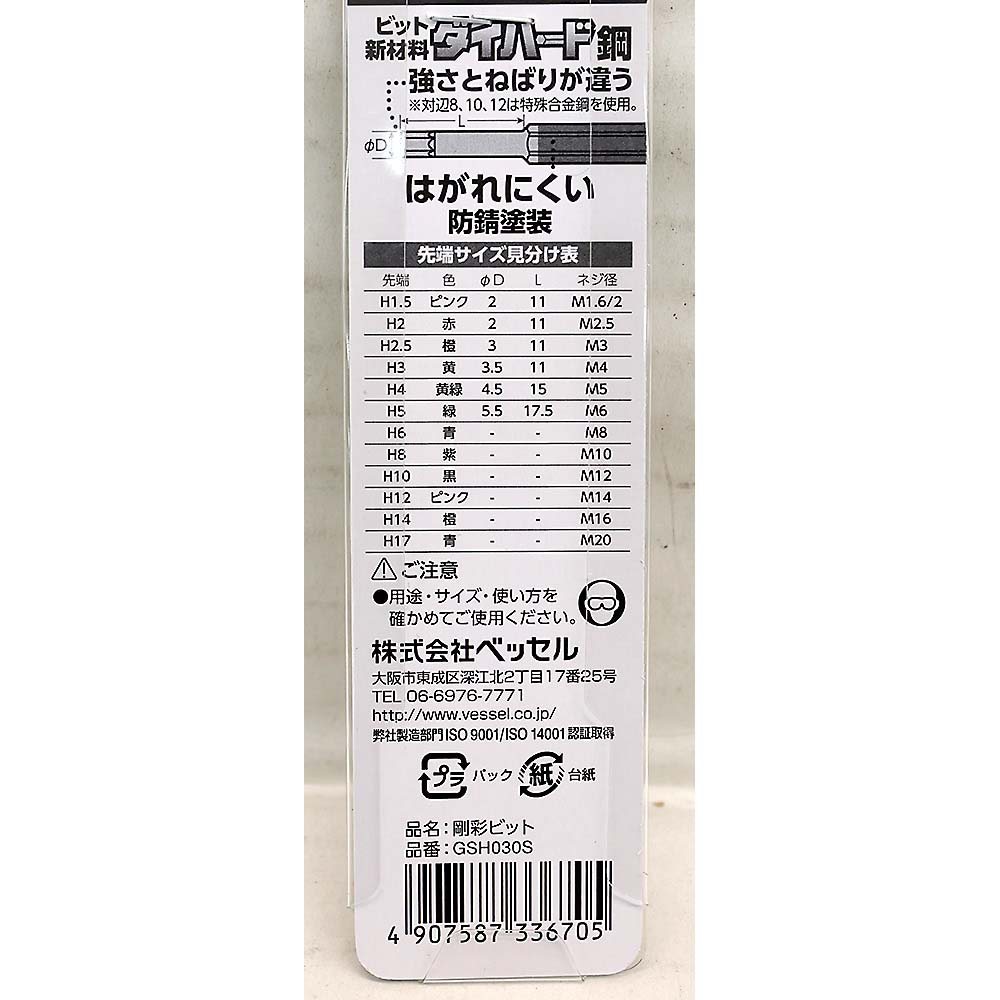 ビット
新材料 ダイハード鋼
強さとねばりが違う
※対辺8、10、12は特殊合金鋼を使用。
L
φD
はがれにくい
防錆塗装
先端サイズ見分け表
先端 色 φD L ネジ径
H1.5 ピンク 2 11 M1.6/2
H2 赤 2 11 M2.5
H2.5 橙 3 11 M3
H3 黄 3.5 11 M4
H4 黄緑 4.5 15 M5
H5 緑 5.5 17.5 M6
H6 青 - - M8
H8 紫 - - M10
H10 黒 - - M12
H12 ピンク - - M14
H14 橙 - - M16
H17 青 - - M20
ご注意
●用途・サイズ・使い方を
確かめてご使用ください。
株式会社ベッセル
大阪市東成区深江北2丁目17番25号
TEL 06-6976-7771
http://www.vessel.co.jp/
弊社製造部門ISO 9001/ISO 14001認証取得
プラ パック 紙 台紙
品名：剛彩ビット
品番：GSH030S
4 907587 336705